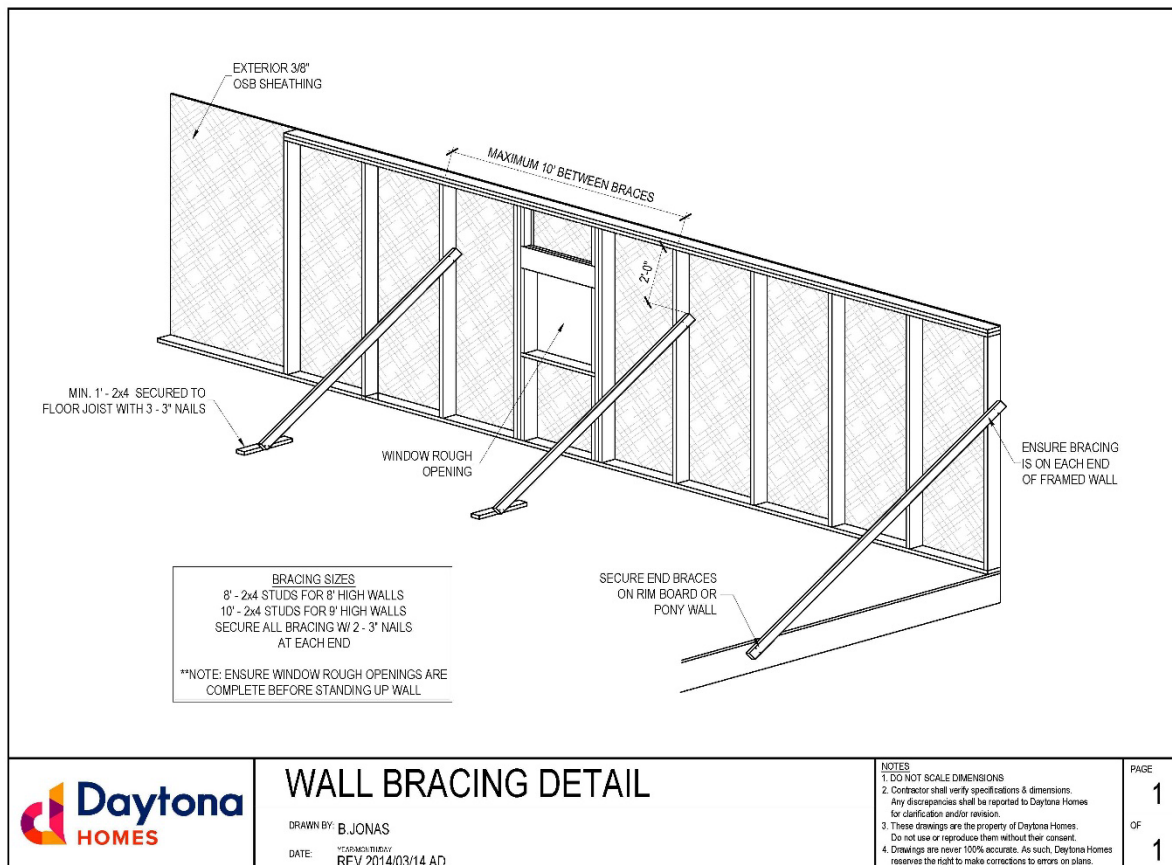 EXTERIOR 3/8"
OSB SHEATHING
MAXIMUM 10' BETWEEN BRACES
2'-0"
MIN. 1' - 2x4 SECURED TO
FLOOR JOIST WITH 3 - 3" NAILS
WINDOW ROUGH
OPENING
ENSURE BRACING
IS ON EACH END
OF FRAMED WALL
SECURE END BRACES
ON RIM BOARD OR
PONY WALL
BRACING SIZES
8' - 2x4 STUDS FOR 8' HIGH WALLS
10' - 2x4 STUDS FOR 9' HIGH WALLS
SECURE ALL BRACING W/ 2 - 3" NAILS
AT EACH END
**NOTE: ENSURE WINDOW ROUGH OPENINGS ARE
COMPLETE BEFORE STANDING UP WALL
Daytona
HOMES
WALL BRACING DETAIL
DRAWN BY: B.JONAS
YEAR/MONTH/DAY
DATE: REV 2014/03/14 AD
NOTES
1. DO NOT SCALE DIMENSIONS
2. Contractor shall verify specifications & dimensions.
Any discrepancies shall be reported to Daytona Homes
for clarification and/or revision.
3. These drawings are the property of Daytona Homes.
Do not use or reproduce them without their consent.
4. Drawings are never 100% accurate. As such, Daytona Homes
reserves the right to make corrections to errors on plans.
PAGE
1
OF
1